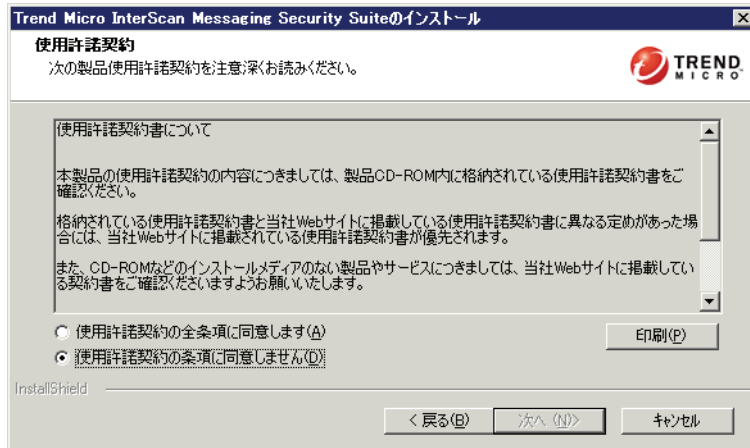 Trend Micro InterScan Messaging Security Suiteのインストール
使用許諾契約
次の製品使用許諾契約を注意深くお読みください。
TREND
MICRO
使用許諾契約書について
本製品の使用許諾契約の内容につきましては、製品CD-ROM内に格納されている使用許諾契約書をご
確認ください。
格納されている使用許諾契約書と当社Webサイトに掲載している使用許諾契約書に異なる定めがあった場
合には、当社Webサイトに掲載されている使用許諾契約書が優先されます。
また、CD-ROMなどのインストールメディアのない製品やサービスにつきましては、当社Webサイトに掲載してい
る契約書をご確認くださいますようお願いいたします。
使用許諾契約の全条項に同意します(A)
使用許諾契約の条項に同意しません(D)
印刷(P)
InstallShield
< 戻る(B)
次へ (N)>
キャンセル